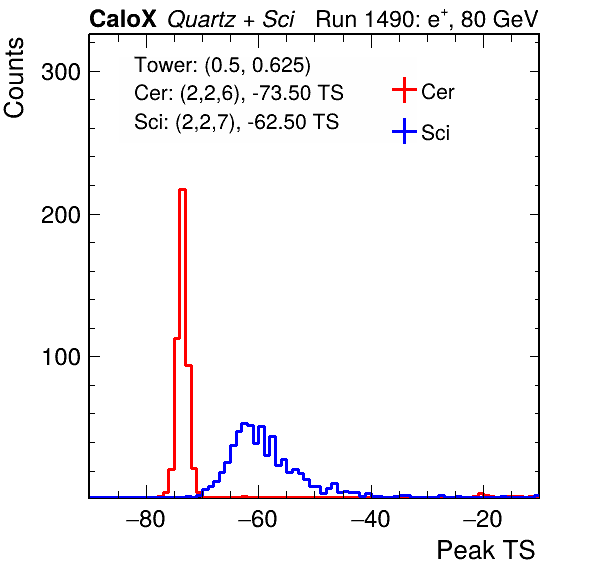 CaloX Quartz + Sci Run 1490: e+, 80 GeV
Counts
Tower: (0.5, 0.625)
Cer: (2,2,6), -73.50 TS
Sci: (2,2,7), -62.50 TS
Cer
Sci
300
200
100
−80 −60 −40 −20
Peak TS